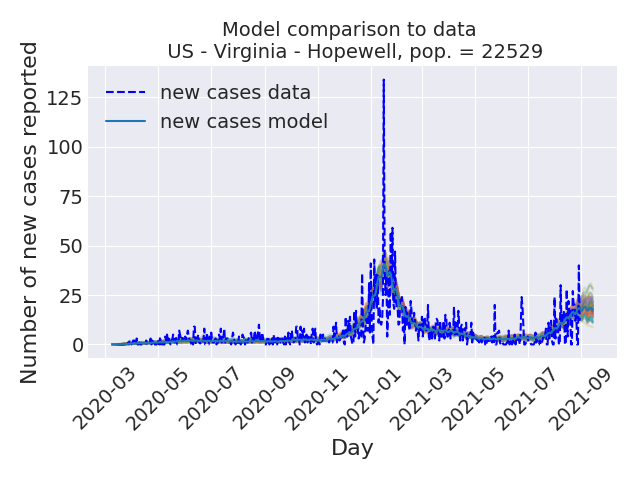 Model comparison to data
US - Virginia - Hopewell, pop. = 22529
new cases data
new cases model
Number of new cases reported
125
100
75
50
25
0
2020-03
2020-05
2020-07
2020-09
2020-11
2021-01
2021-03
2021-05
2021-07
2021-09
Day